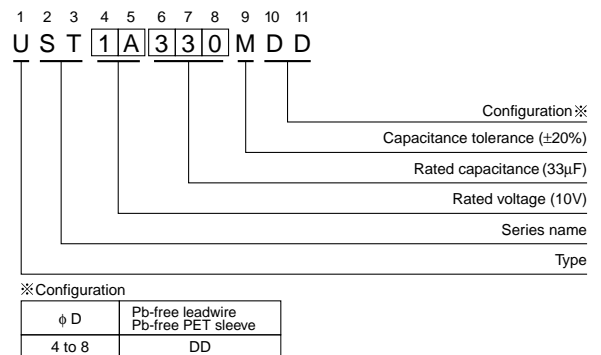 1 2 3 4 5 6 7 8 9 10 11
U S T 1 A 3 3 0 M D D
Configuration※
Capacitance tolerance (±20%)
Rated capacitance (33μF)
Rated voltage (10V)
Series name
Type
※Configuration
ϕ D
Pb-free leadwire
Pb-free PET sleeve
4 to 8
DD